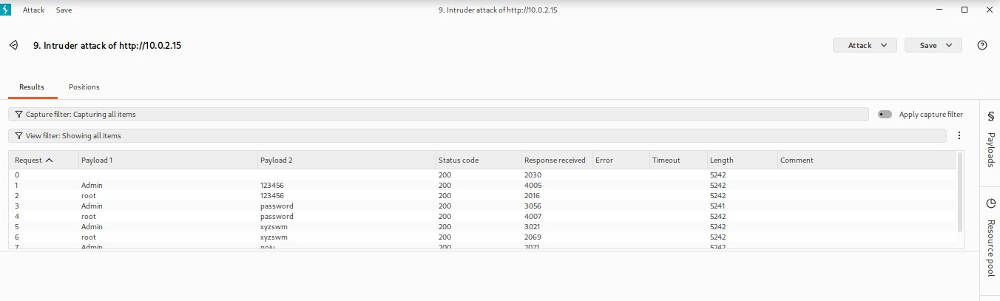 Attack Save 9. Intruder attack of http://10.0.2.15
9. Intruder attack of http://10.0.2.15 Attack Save
Results Positions
Capture filter: Capturing all items Apply capture filter
View filter: Showing all items
Request Payload 1 Payload 2 Status code Response received Error Timeout Length Comment
0 200 2030 5242
1 Admin 123456 200 4005 5242
2 root 123456 200 2016 5242
3 Admin password 200 3056 5241
4 root password 200 4007 5242
5 Admin xyzswm 200 3021 5242
6 root xyzswm 200 2069 5242
7 Admin 200 2021 5242
Payloads
Resource pool